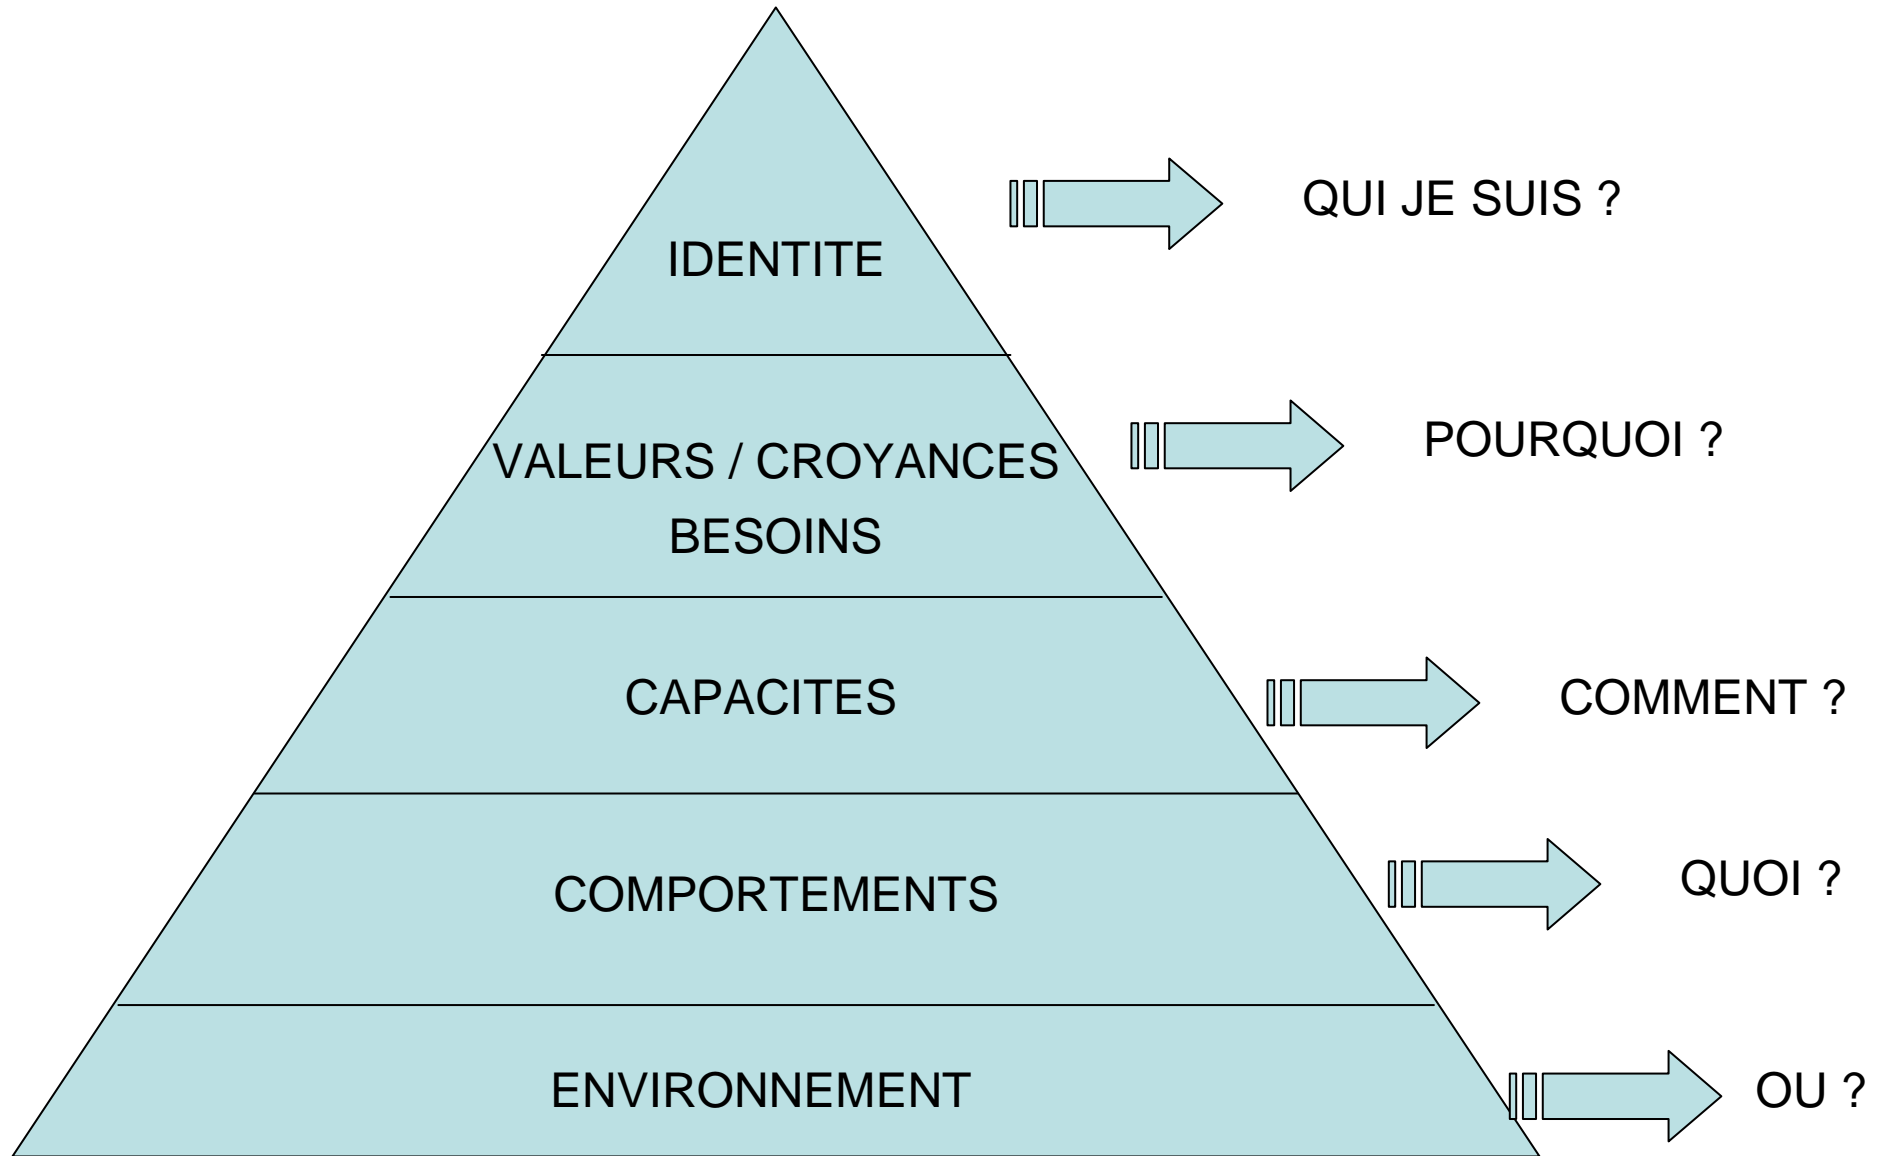 QUI JE SUIS ?
IDENTITE
POURQUOI ?
VALEURS / CROYANCES
BESOINS
COMMENT ?
CAPACITES
QUOI ?
COMPORTEMENTS
OU ?
ENVIRONNEMENT